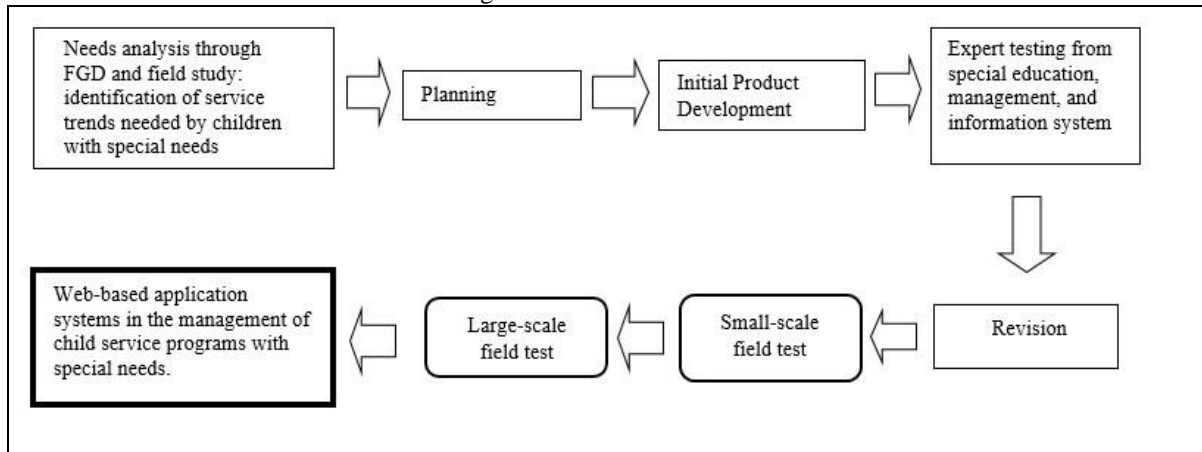 Needs analysis through
FGD and field study:
identification of service
trends needed by children
with special needs
Planning
Initial Product
Development
Expert testing from
special education,
management, and
information system
Revision
Small-scale
field test
Large-scale
field test
Web-based application
systems in the management of
child service programs with
special needs.